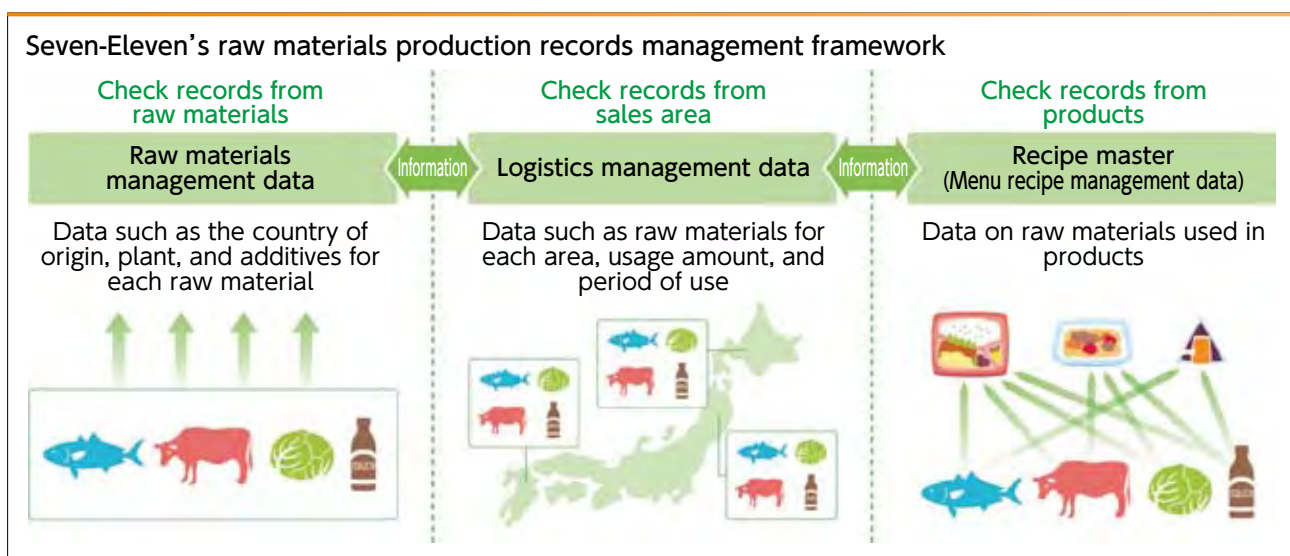 Seven-Eleven's raw materials production records management framework
Check records from
raw materials
Raw materials
management data
Data such as the country of
origin, plant, and additives for
each raw material
Information
Check records from
sales area
Logistics management data
Data such as raw materials for
each area, usage amount, and
period of use
Information
Check records from
products
Recipe master
(Menu recipe management data)
Data on raw materials used in
products